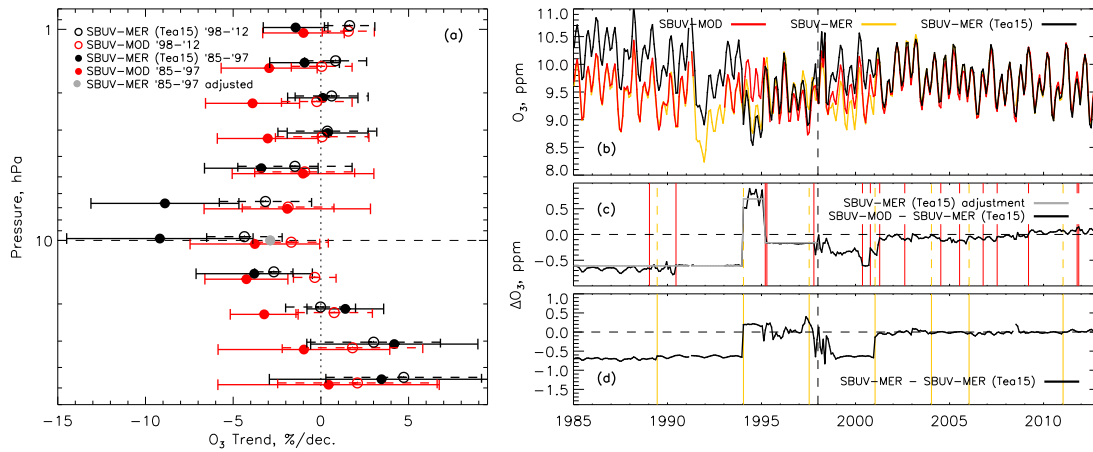 (a)
SBUV-MER (Tea15) '98-'12
SBUV-MOD '98-'12
SBUV-MER (Tea15) '85-'97
SBUV-MOD '85-'97
SBUV-MER '85-'97 adjusted
Pressure, hPa
1
10
-15
-10
-5
0
5
O3 Trend, %/dec.
SBUV-MOD
SBUV-MER
SBUV-MER (Tea15)
O3, ppm
11.0
10.5
10.0
9.5
9.0
8.5
8.0
(b)
(c)
SBUV-MER (Tea15) adjustment
SBUV-MOD - SBUV-MER (Tea15)
0.5
0.0
-0.5
ΔO3, ppm
1.0
0.5
0.0
-0.5
-1.0
-1.5
(d)
SBUV-MER - SBUV-MER (Tea15)
1985
1990
1995
2000
2005
2010